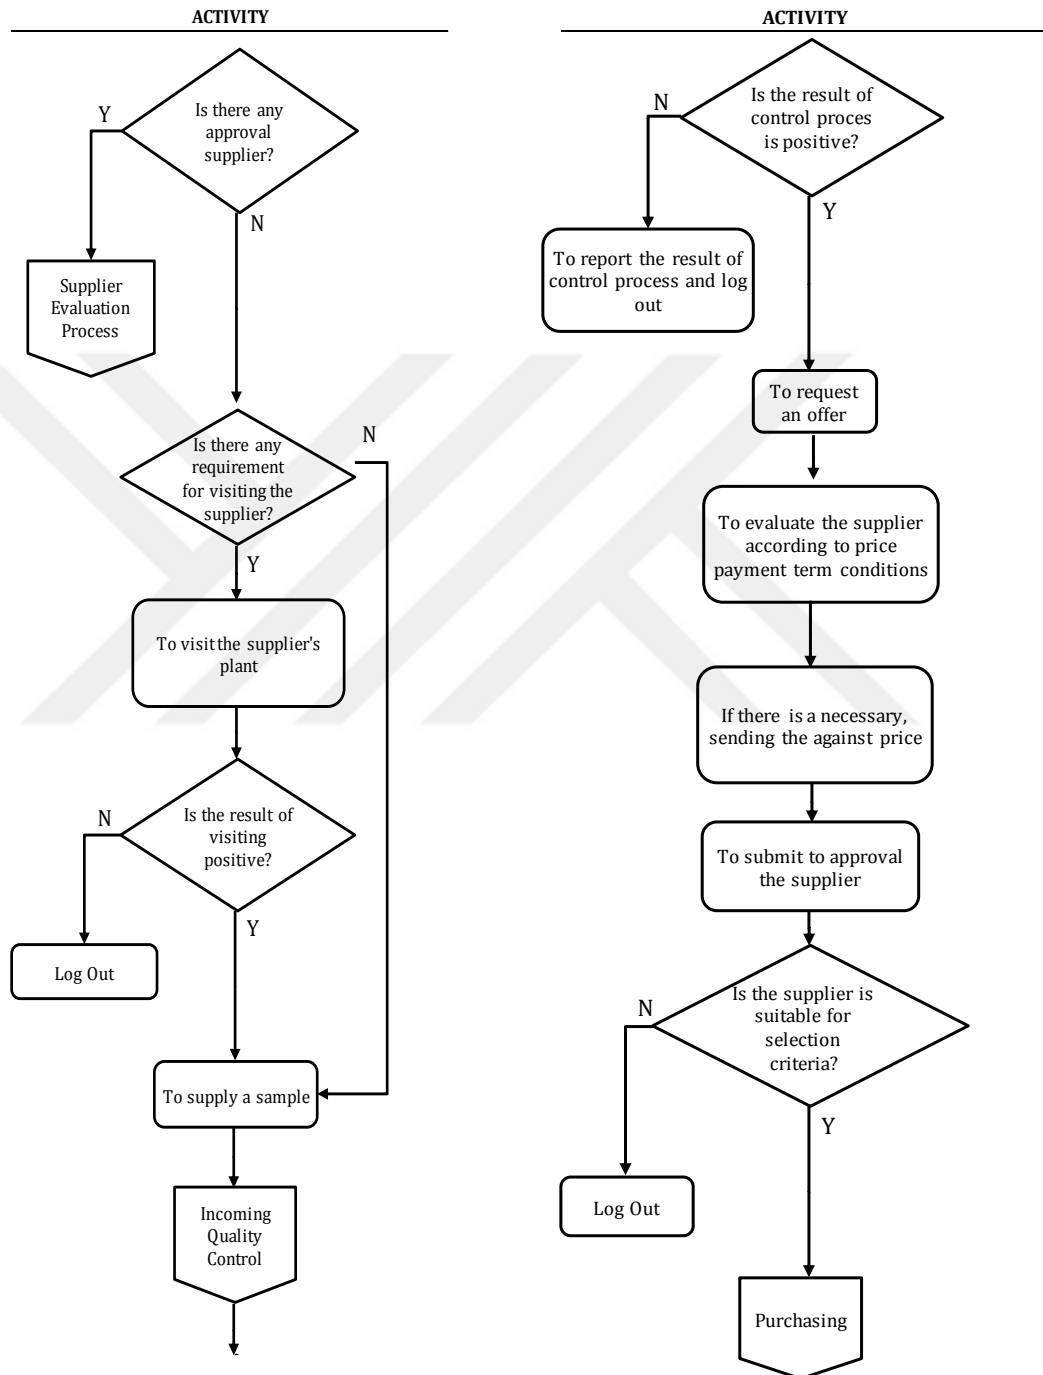 ACTIVITY
Y
Is there any
approval
supplier?
N
Supplier
Evaluation
Process
N
Is there any
requirement
for visiting the
supplier?
Y
To visit the supplier's
plant
N
Is the result of
visiting
positive?
Y
Log Out
To supply a sample
Incoming
Quality
Control
ACTIVITY
N
Is the result of
control proces
is positive?
Y
To report the result of
control process and log
out
To request
an offer
To evaluate the supplier
according to price
payment term conditions
If there is a necessary,
sending the against price
To submit to approval
the supplier
N
Is the supplier is
suitable for
selection
criteria?
Y
Log Out
Purchasing